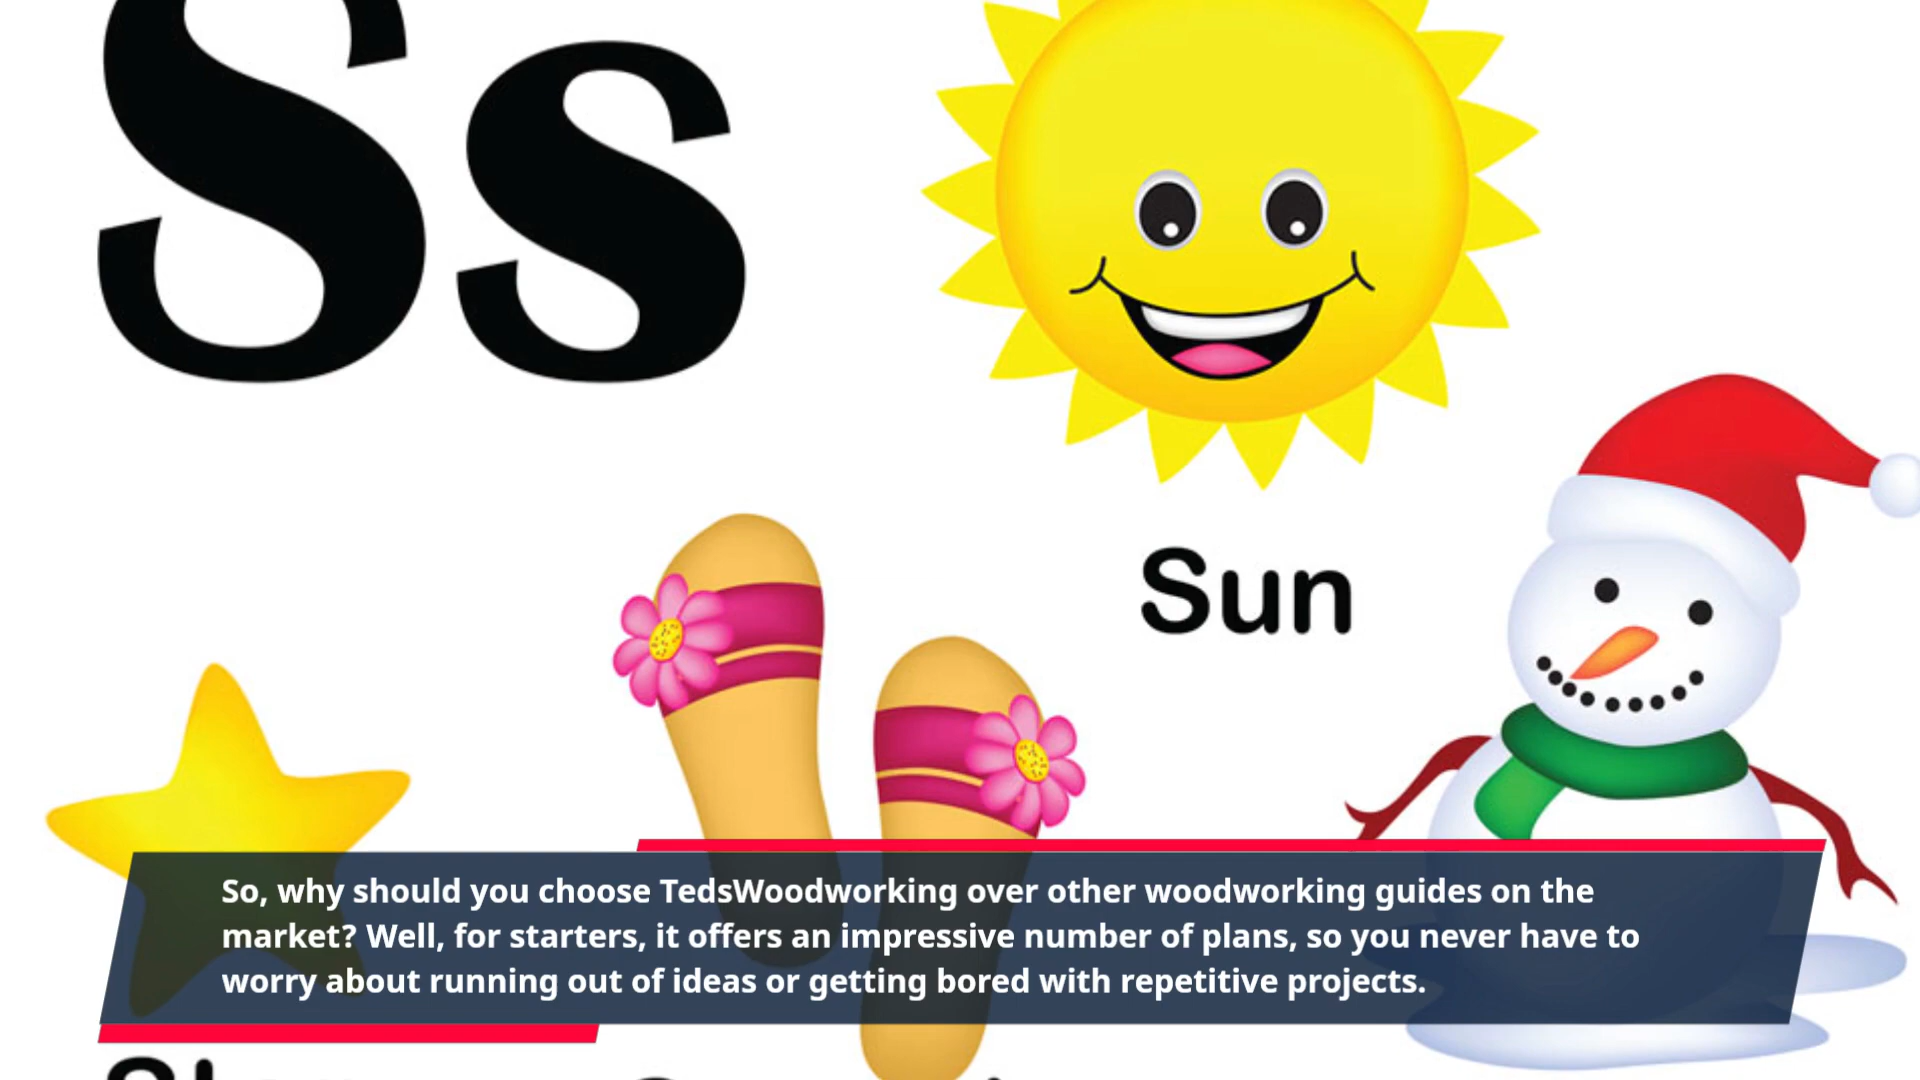 Ss
Sun
So, why should you choose TedsWoodworking over other woodworking guides on the
market? Well, for starters, it offers an impressive number of plans, so you never have to
worry about running out of ideas or getting bored with repetitive projects.